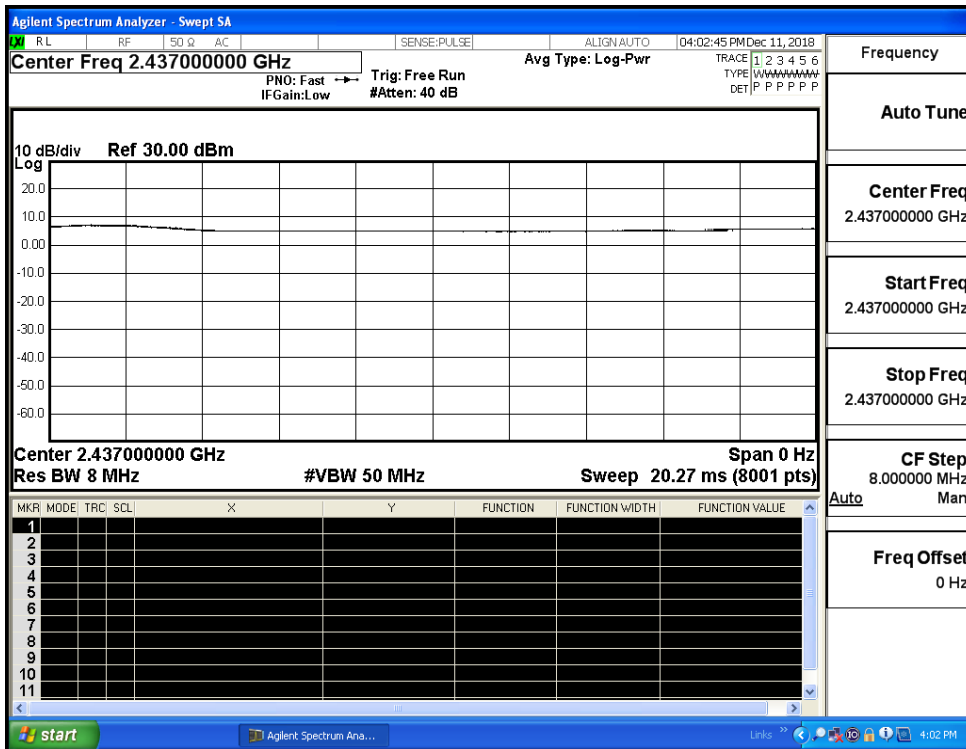 Agilent Spectrum Analyzer - Swept SA
LXI RL RF 50 Ω AC SENSE:PULSE ALIGN AUTO 04:02:45 PM Dec 11, 2018
Center Freq 2.437000000 GHz
PNO: Fast
IFGain:Low
Trig: Free Run
#Atten: 40 dB
Avg Type: Log-Pwr
TRACE 1 2 3 4 5 6
TYPE WWWWWW
DET P P P P P P
10 dB/div Ref 30.00 dBm
Log
20.0
10.0
0.00
-10.0
-20.0
-30.0
-40.0
-50.0
-60.0
Center 2.437000000 GHz Span 0 Hz
Res BW 8 MHz #VBW 50 MHz Sweep 20.27 ms (8001 pts)
MKR MODE TRC SCL X Y FUNCTION FUNCTION WIDTH FUNCTION VALUE
1
2
3
4
5
6
7
8
9
10
11
Frequency
Auto Tune
Center Freq
2.437000000 GHz
Start Freq
2.437000000 GHz
Stop Freq
2.437000000 GHz
CF Step
8.000000 MHz
Auto Man
Freq Offset
0 Hz
start Agilent Spectrum Ana... Links 4:02 PM